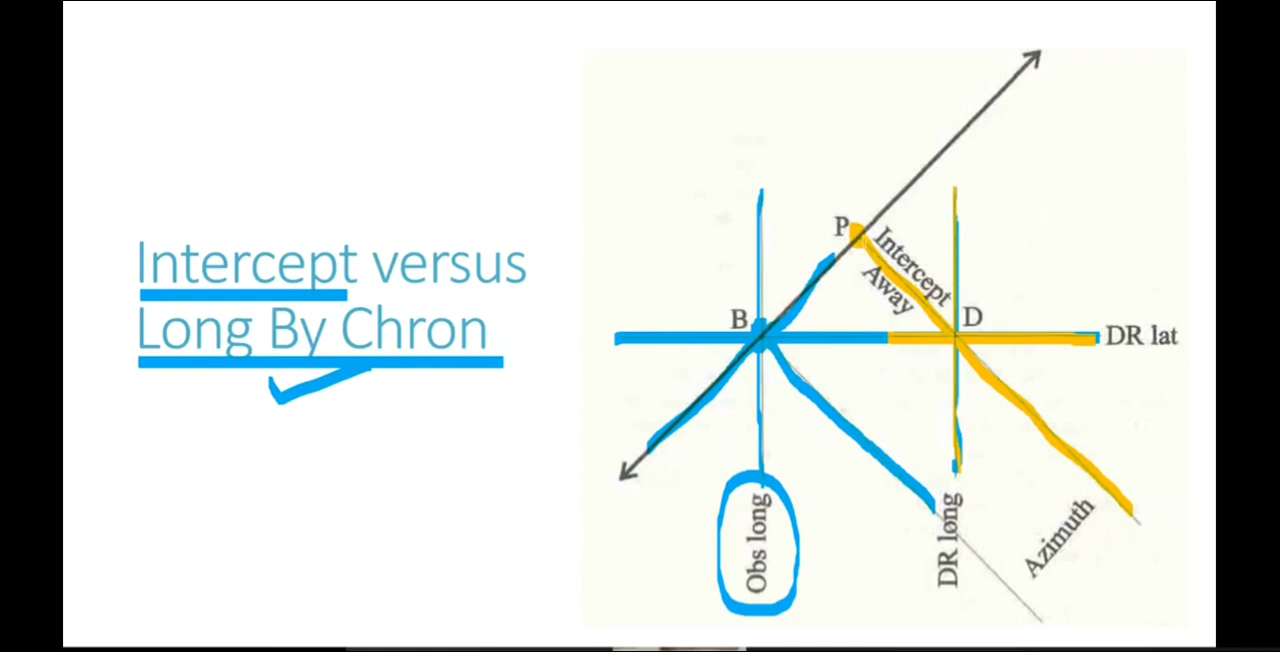 Intercept versus
Long By Chron
P
Intercept
Away
B
D
DR lat
Obs long
DR long
Azimuth